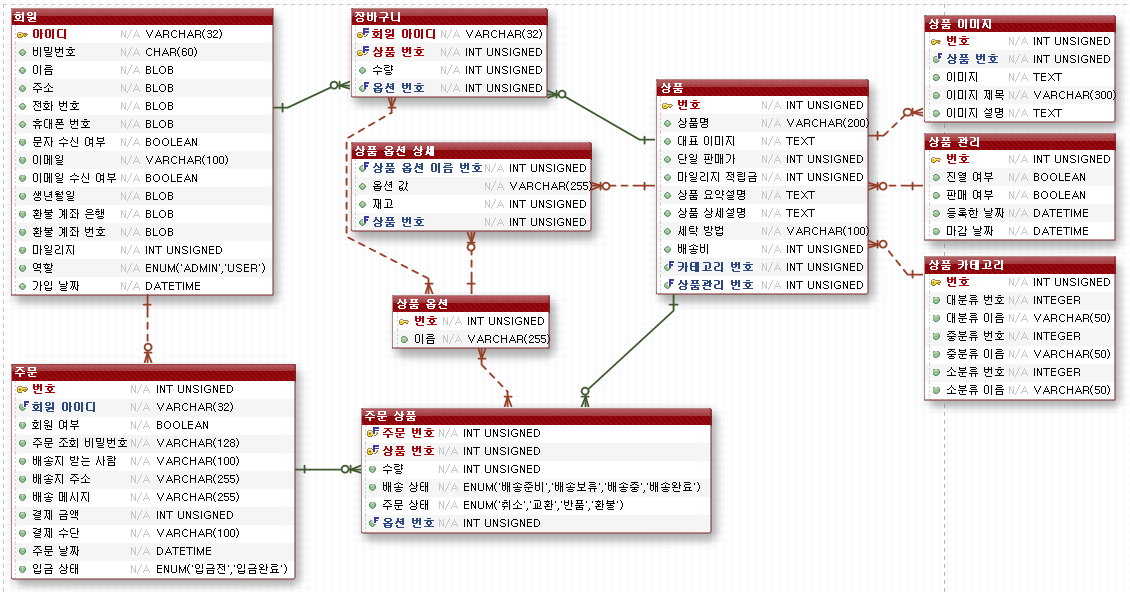 회원
아이디 N/A VARCHAR(32)
비밀번호 N/A CHAR(60)
이름 N/A BLOB
주소 N/A BLOB
전화 번호 N/A BLOB
휴대폰 번호 N/A BLOB
문자 수신 여부 N/A BOOLEAN
이메일 N/A VARCHAR(100)
이메일 수신 여부 N/A BOOLEAN
생년월일 N/A BLOB
환불 계좌 은행 N/A BLOB
환불 계좌 번호 N/A BLOB
마일리지 N/A INT UNSIGNED
역할 N/A ENUM('ADMIN','USER')
가입 날짜 N/A DATETIME
장바구니
회원 아이디 N/A VARCHAR(32)
상품 번호 N/A INT UNSIGNED
수량 N/A INT UNSIGNED
옵션 번호 N/A INT UNSIGNED
상품 옵션 상세
상품 옵션 이름 번호 N/A INT UNSIGNED
옵션 값 N/A VARCHAR(255)
재고 N/A INT UNSIGNED
상품 번호 N/A INT UNSIGNED
상품 옵션
번호 N/A INT UNSIGNED
이름 N/A VARCHAR(255)
상품
번호 N/A INT UNSIGNED
상품명 N/A VARCHAR(200)
대표 이미지 N/A TEXT
단일 판매가 N/A INT UNSIGNED
마일리지 적립금 N/A INT UNSIGNED
상품 요약설명 N/A TEXT
상품 상세설명 N/A TEXT
세탁 방법 N/A VARCHAR(100)
배송비 N/A INT UNSIGNED
카테고리 번호 N/A INT UNSIGNED
상품관리 번호 N/A INT UNSIGNED
상품 이미지
번호 N/A INT UNSIGNED
상품 번호 N/A INT UNSIGNED
이미지 N/A TEXT
이미지 제목 N/A VARCHAR(300)
이미지 설명 N/A TEXT
상품 관리
번호 N/A INT UNSIGNED
진열 여부 N/A BOOLEAN
판매 여부 N/A BOOLEAN
등록한 날짜 N/A DATETIME
마감 날짜 N/A DATETIME
상품 카테고리
번호 N/A INT UNSIGNED
대분류 번호 N/A INTEGER
대분류 이름 N/A VARCHAR(50)
중분류 번호 N/A INTEGER
중분류 이름 N/A VARCHAR(50)
소분류 번호 N/A INTEGER
소분류 이름 N/A VARCHAR(50)
주문
번호 N/A INT UNSIGNED
회원 아이디 N/A VARCHAR(32)
회원 여부 N/A BOOLEAN
주문 조회 비밀번호 N/A VARCHAR(128)
배송지 받는 사람 N/A VARCHAR(100)
배송지 주소 N/A VARCHAR(255)
배송 메시지 N/A VARCHAR(255)
결제 금액 N/A INT UNSIGNED
결제 수단 N/A VARCHAR(100)
주문 날짜 N/A DATETIME
입금 상태 N/A ENUM('입금전','입금완료')
주문 상품
주문 번호 N/A INT UNSIGNED
상품 번호 N/A INT UNSIGNED
수량 N/A INT UNSIGNED
배송 상태 N/A ENUM('배송준비','배송보류','배송중','배송완료')
주문 상태 N/A ENUM('취소','교환','반품','환불')
옵션 번호 N/A INT UNSIGNED